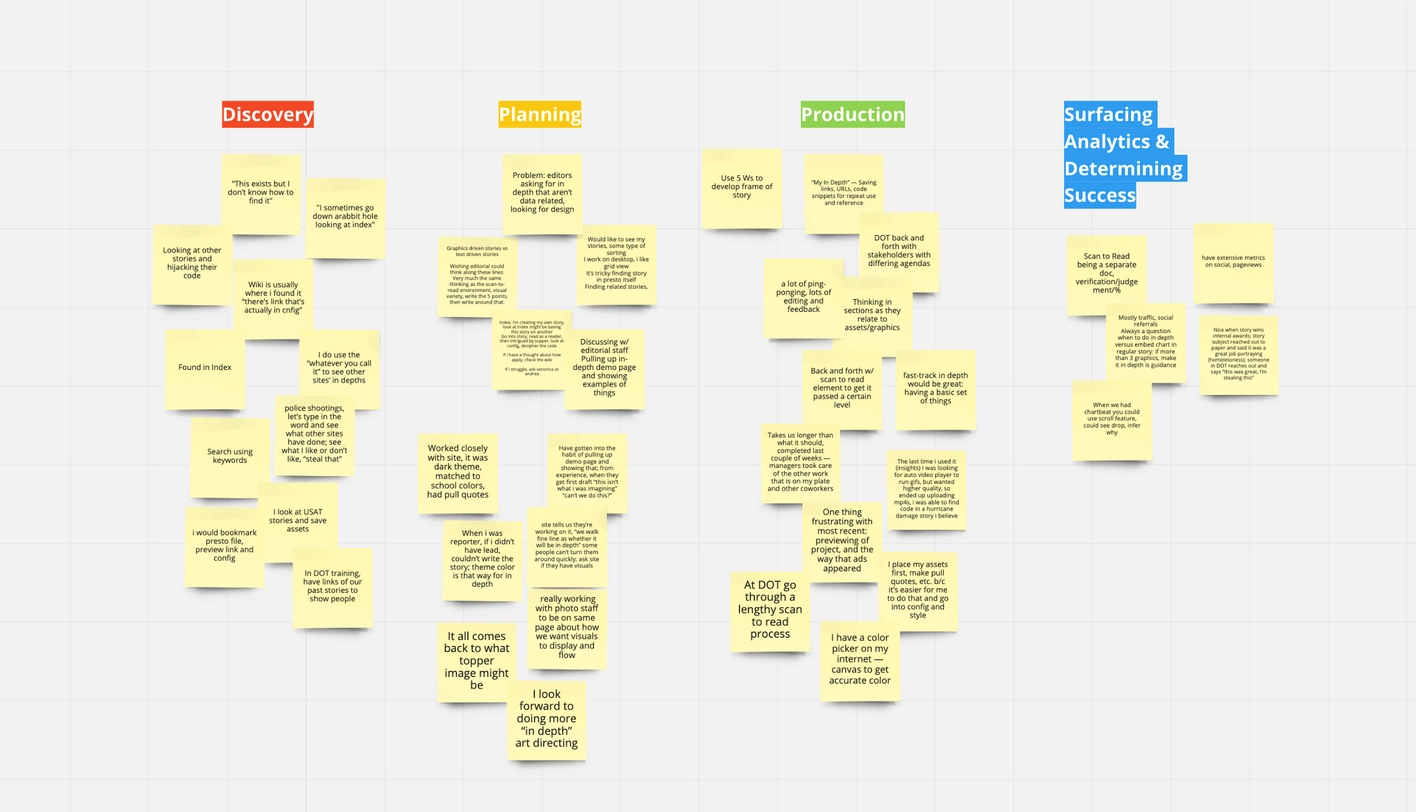 Discovery
"This exists but I
don't know how to
find it"
"I sometimes go
down arabbit hole
looking at index"
Looking at other
stories and
hijacking their
code
Wiki is usually
where i found it
“there’s link that’s
actually in cnfig”
Found in Index
I do use the
“whatever you call
it” to see other
sites’ in depths
police shootings,
let’s type in the
word and see
what other sites
have done; see
what I like or don’t
like, “steal that”
Search using
keywords
I look at USAT
stories and save
assets
i would bookmark
presto file,
preview link and
config
In DOT training,
have links of our
past stories to
show people
Planning
Problem: editors
asking for in
depth that aren’t
data related,
looking for design
Graphics driven stories vs
text driven stories
Wishing editorial could
think along these lines.
Very much the same
thinking as the scan-to-
read environment, visual
variety, write the 5 points,
then write around that.
Would like to see my
stories, some type of
sorting
I work on desktop, i like
grid view
It’s tricky finding story
in presto itself
Finding related stories,
Index: I’m creating my own story,
look at index might be basing
this story on another
Go into story, read as a reader,
then intrigued by topper, look at
config, decipher the code
If i have a thought about how
apply, check the wiki
If i struggle, ask veronica or
andrea
Discussing w/
editorial staff
Pulling up in-
depth demo page
and showing
examples of
things
Worked closely
with site, it was
dark theme,
matched to
school colors,
had pull quotes
Have gotten into the
habit of pulling up
demo page and
showing that; from
experience, when they
get first draft “this isn’t
what i was imagining”
“can’t we do this?”
When i was
reporter, if i didn’t
have lead,
couldn’t write the
story; theme color
is that way for in
depth
site tells us they’re
working on it, “we walk
fine line as whether it
will be in depth” some
people can’t turn them
around quickly; ask site
if they have visuals
really working
with photo staff
to be on same
page about how
we want visuals
to display and
flow
It all comes
back to what
topper
image might
be
I look
forward to
doing more
“in depth”
art directing
Production
Use 5 Ws to
develop frame of
story
“My In Depth” — Saving
links, URLs, code
snippets for repeat use
and reference
DOT back and
forth with
stakeholders with
differing agendas
a lot of ping-
ponging, lots of
editing and
feedback
Thinking in
sections as they
relate to
assets/graphics
Back and forth w/
scan to read
element to get it
passed a certain
level
fast-track in depth
would be great:
having a basic set
of things
Takes us longer than
what it should,
completed last
couple of weeks —
managers took care
of the other work
that is on my plate
and other coworkers
The last time i used it
(insights) I was looking
for auto video player to
run gifs, but wanted
higher quality, so
ended up uploading
mp4s, i was able to find
code in a hurricane
damage story i believe
One thing
frustrating with
most recent:
previewing of
project, and the
way that ads
appeared
I place my assets
first, make pull
quotes, etc. b/c
it’s easier for me
to do that and go
into config and
style
At DOT go
through a
lengthy scan
to read
process
I have a color
picker on my
internet —
canvas to get
accurate color
Surfacing
Analytics &
Determining
Success
Scan to Read
being a separate
doc,
verification/judge
ment/%
have extensive metrics
on social, pageviews
Mostly traffic, social
referrals
Always a question
when to do in depth
versus embed chart in
regular story: if more
than 3 graphics, make
it in depth is guidance
Nice when story wins
internal awards; story
subject reached out to
paper and said it was a
great job portraying
(homelessness); someone
in DOT reaches out and
says “this was great, I’m
stealing this”
When we had
chartbeat you could
use scroll feature,
could see drop, infer
why